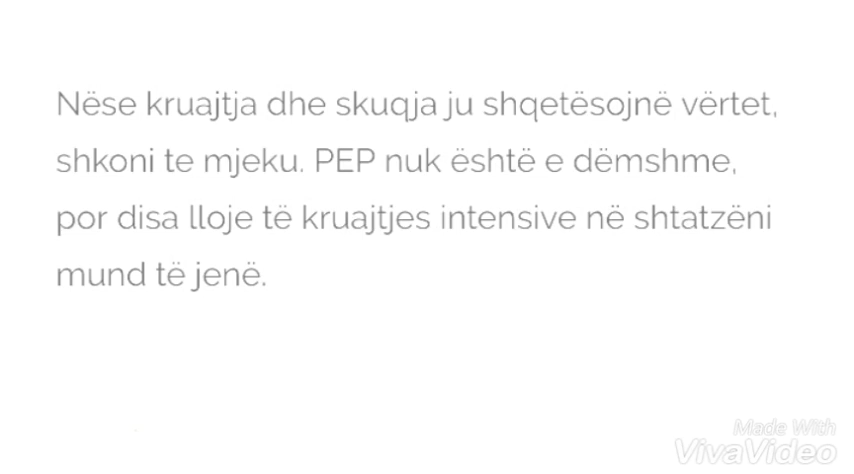 Nëse kruajtja dhe skuqja ju shqetësojnë vërtet,
shkoni te mjeku. PEP nuk është e dëmshme,
por disa lloje të kruajtjes intensive në shtatzëni
mund të jenë.
Made With
VivaVideo